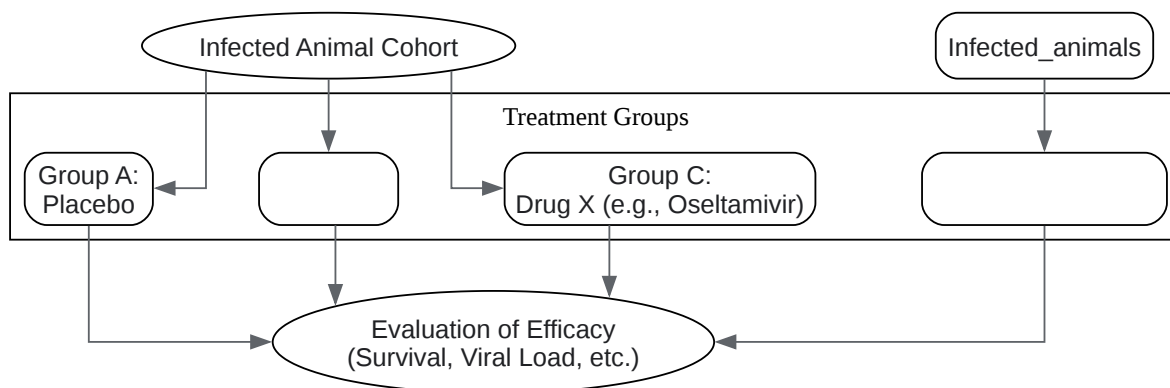 Infected Animal Cohort
Infected_animals
Treatment Groups
Group A:
Placebo
Group C:
Drug X (e.g., Oseltamivir)
Evaluation of Efficacy
(Survival, Viral Load, etc.)